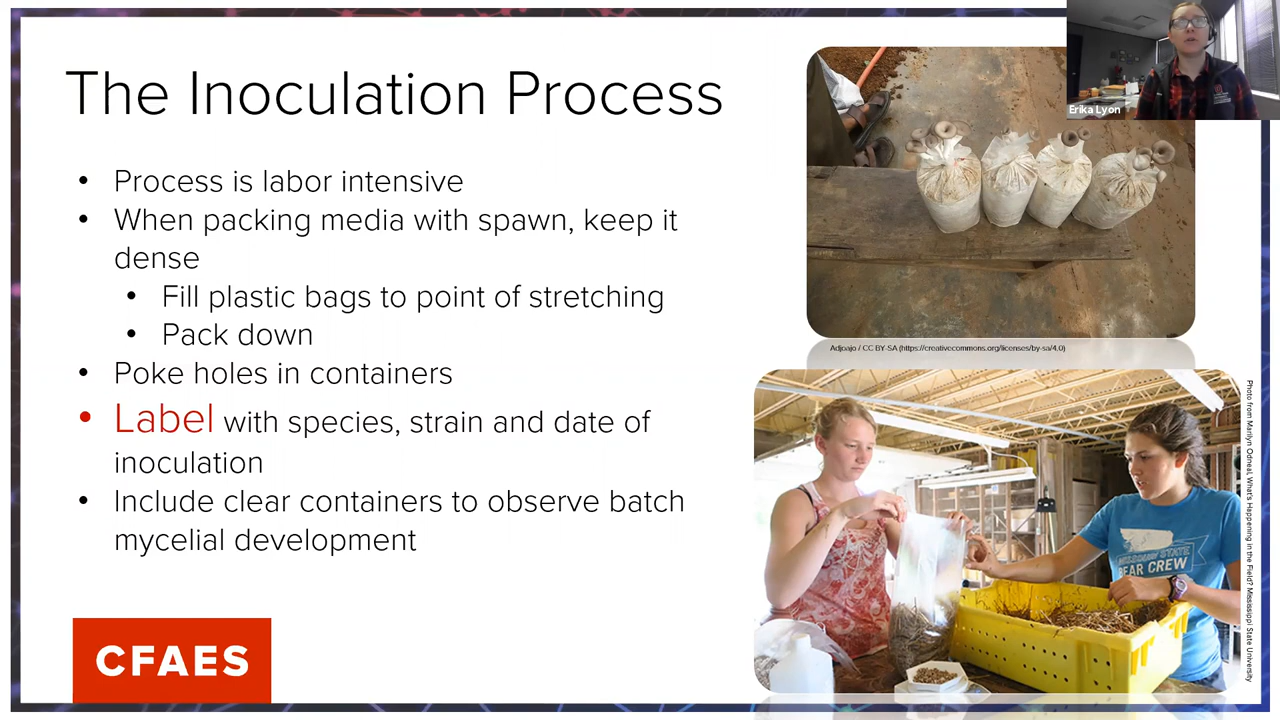 The Inoculation Process
• Process is labor intensive
• When packing media with spawn, keep it
dense
• Fill plastic bags to point of stretching
• Pack down
• Poke holes in containers
• Label with species, strain and date of
inoculation
• Include clear containers to observe batch
mycelial development
CFAES
Erika Lyon
Adjoajo / CC BY-SA (https://creativecommons.org/licenses/by-sa/4.0)
MISSOURI STATE
BEAR CREW
Photo from Marilyn Odneal, What's Happening in the Field? Mississippi State University